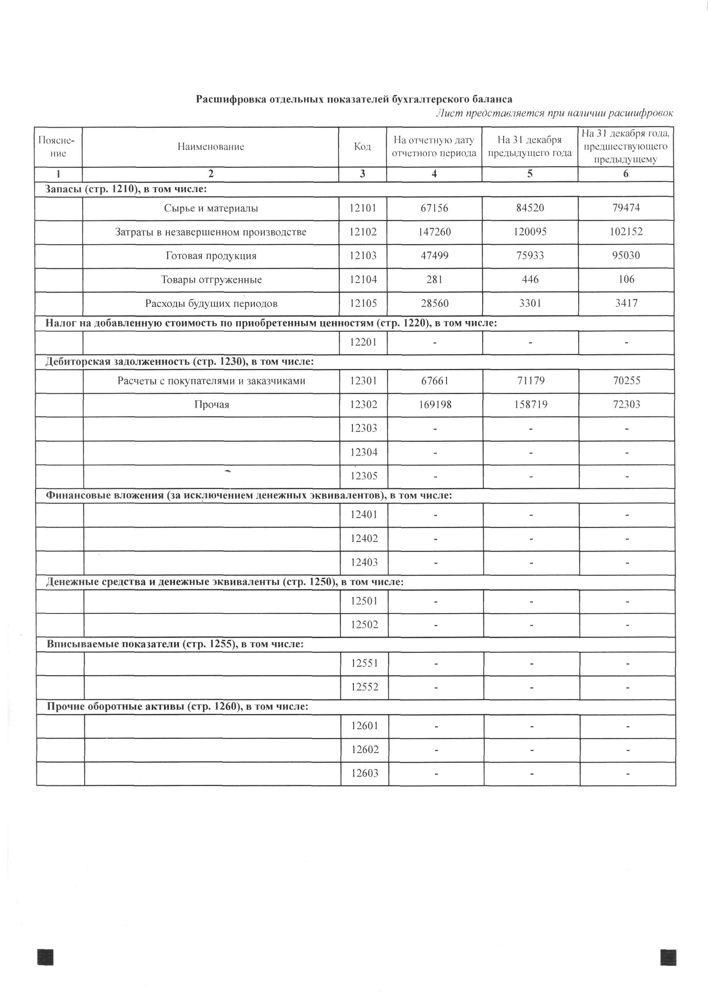 Расшифровка отдельных показателей бухгалтерского баланса
Лист представляется при наличии расшифровок
Поясне-
ние
Наименование
Код
На отчетную дату
отчетного периода
На 31 декабря
предыдущего года
На 31 декабря года,
предшествующего
предыдущему
1 2 3 4 5 6
Запасы (стр. 1210), в том числе:
Сырье и материалы 12101 67156 84520 79474
Затраты в незавершенном производстве 12102 147260 120095 102152
Готовая продукция 12103 47499 75933 95030
Товары отгруженные 12104 281 446 106
Расходы будущих периодов 12105 28560 3301 3417
Налог на добавленную стоимость по приобретенным ценностям (стр. 1220), в том числе:
12201 - - -
Дебиторская задолженность (стр. 1230), в том числе:
Расчеты с покупателями и заказчиками 12301 67661 71179 70255
Прочая 12302 169198 158719 72303
12303 - - -
12304 - - -
12305 - - -
Финансовые вложения (за исключением денежных эквивалентов), в том числе:
12401 - - -
12402 - - -
12403 - - -
Денежные средства и денежные эквиваленты (стр. 1250), в том числе:
12501 - - -
12502 - - -
Вписываемые показатели (стр. 1255), в том числе:
12551 - - -
12552 - - -
Прочие оборотные активы (стр. 1260), в том числе:
12601 - - -
12602 - - -
12603 - - -